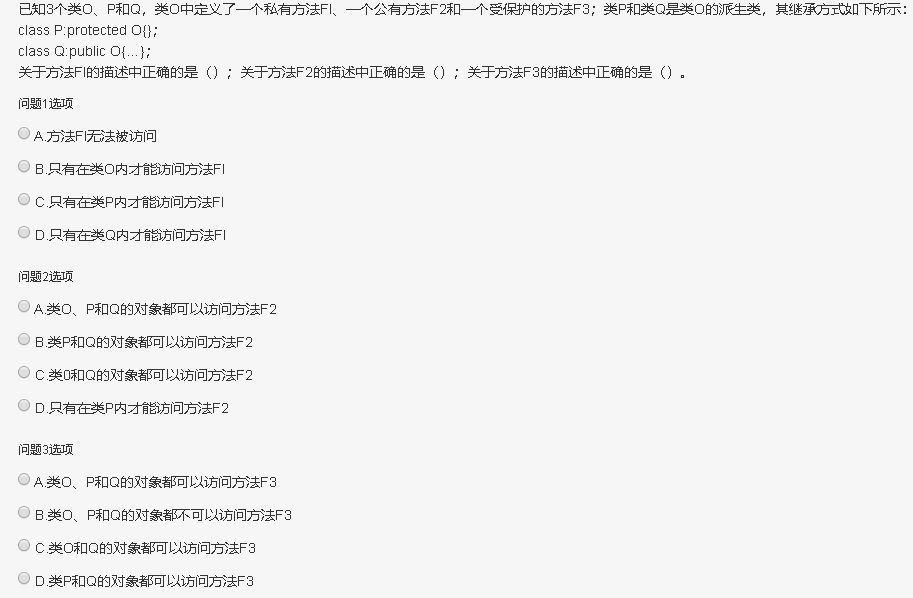 已知3个类O、P和Q，类O中定义了一个私有方法Fl、一个公有方法F2和一个受保护的方法F3；类P和类Q是类O的派生类，其继承方式如下所示：
class P:protected O{};
class Q:public O{...};
关于方法Fl的描述中正确的是（）；关于方法F2的描述中正确的是（）；关于方法F3的描述中正确的是（）。
问题1选项
A.方法Fl无法被访问
B.只有在类O内才能访问方法Fl
C.只有在类P内才能访问方法Fl
D.只有在类Q内才能访问方法Fl
问题2选项
A.类O、P和Q的对象都可以访问方法F2
B.类P和Q的对象都可以访问方法F2
C.类0和Q的对象都可以访问方法F2
D.只有在类P内才能访问方法F2
问题3选项
A.类O、P和Q的对象都可以访问方法F3
B.类O、P和Q的对象都不可以访问方法F3
C.类O和Q的对象都可以访问方法F3
D.类P和Q的对象都可以访问方法F3